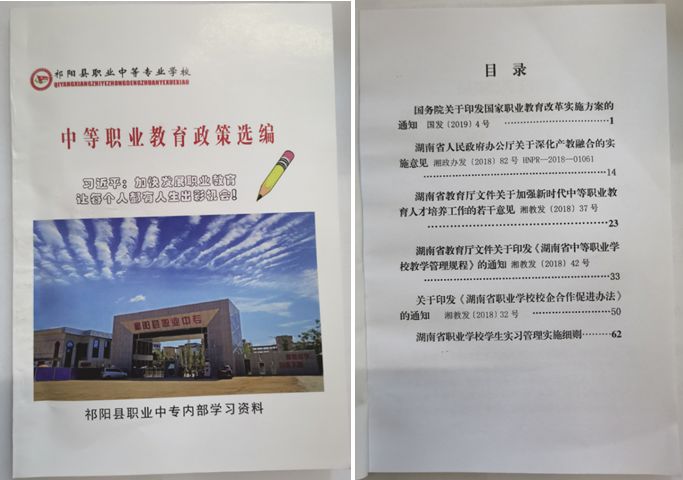 祁阳县职业中等专业学校
QIYANGXIANGZHIYEZHONGDENGZHUANYEXUEXIAO
中等职业教育政策选编
习近平：加快发展职业教育
让每个人都有人生出彩机会！
祁阳县职业中专
祁阳县职业中专内部学习资料
目 录
国务院关于印发国家职业教育改革实施方案的
通知 国发〔2019〕4号 ………………………………1
湖南省人民政府办公厅关于深化产教融合的实
施意见 湘政办发〔2018〕82号 HNPR—2018—01061
………………………………14
湖南省教育厅文件关于加强新时代中等职业教
育人才培养工作的若干意见 湘教发〔2018〕37号
………………………………23
湖南省教育厅文件关于印发《湖南省中等职业学
校教学管理规程》的通知 湘教发〔2018〕42号
………………………………33
关于印发《湖南省职业学校校企合作促进办法》
的通知 湘教发〔2018〕32号 ………………50
湖南省职业学校学生实习管理实施细则………62